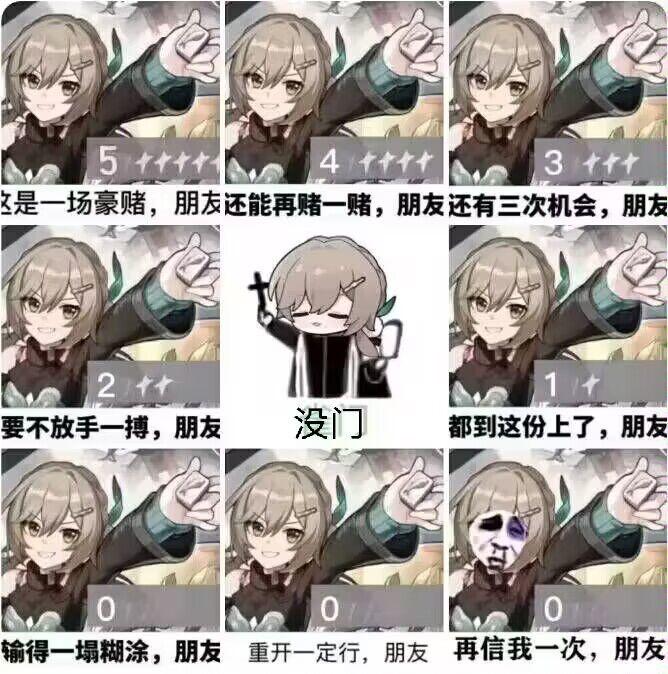 5
这是一场豪赌，朋友
4
还能再赌一赌，朋友
3
还有三次机会，朋友
2
要不放手一搏，朋友
没门
1
都到这份上了，朋友
0
输得一塌糊涂，朋友
0
重开一定行，朋友
0
再信我一次，朋友